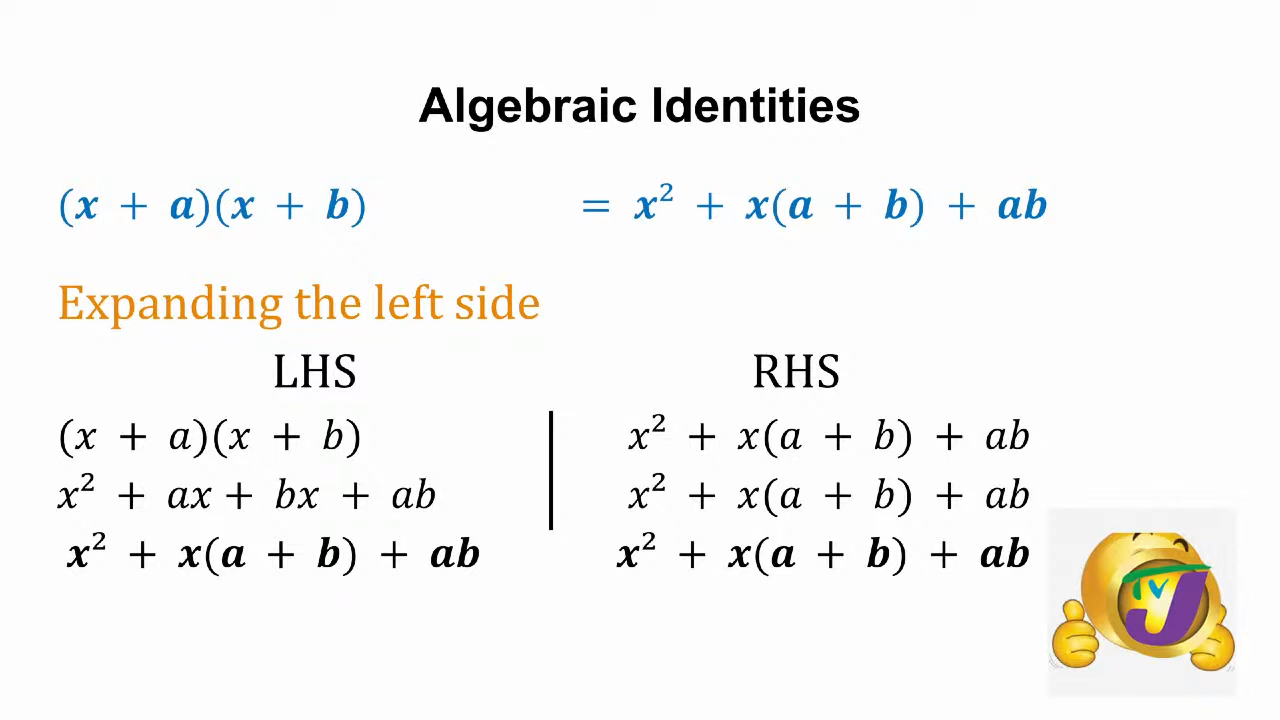 Algebraic Identities
(x + a)(x + b) = x² + x(a + b) + ab
Expanding the left side
LHS RHS
(x + a)(x + b) x² + x(a + b) + ab
x² + ax + bx + ab x² + x(a + b) + ab
x² + x(a + b) + ab x² + x(a + b) + ab
TVJ